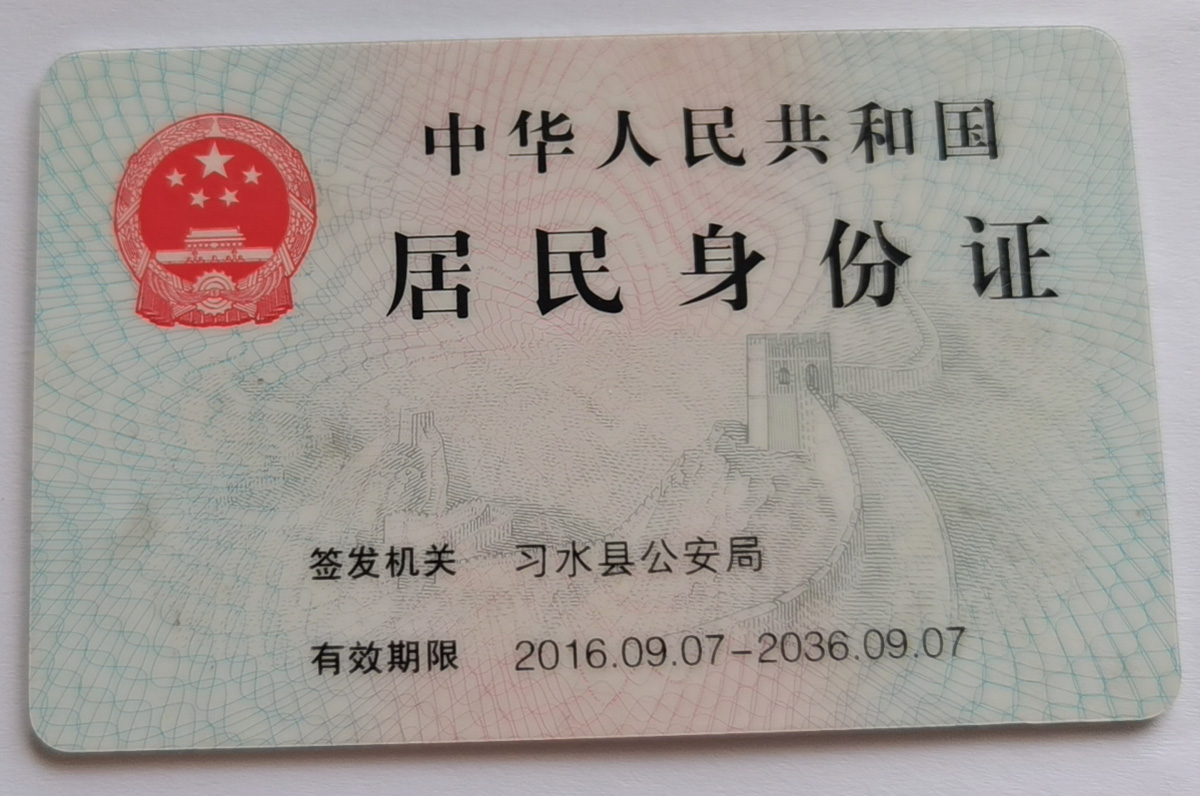 中华人民共和国
居民身份证
签发机关 习水县公安局
有效期限 2016.09.07-2036.09.07